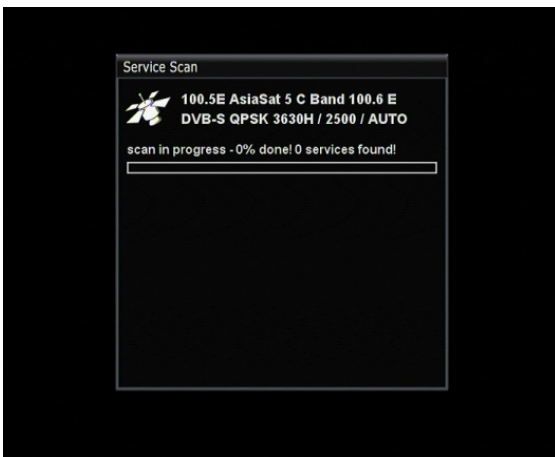 Service Scan
100.5E AsiaSat 5 C Band 100.6 E
DVB-S QPSK 3630H / 2500 / AUTO
scan in progress - 0% done! 0 services found!